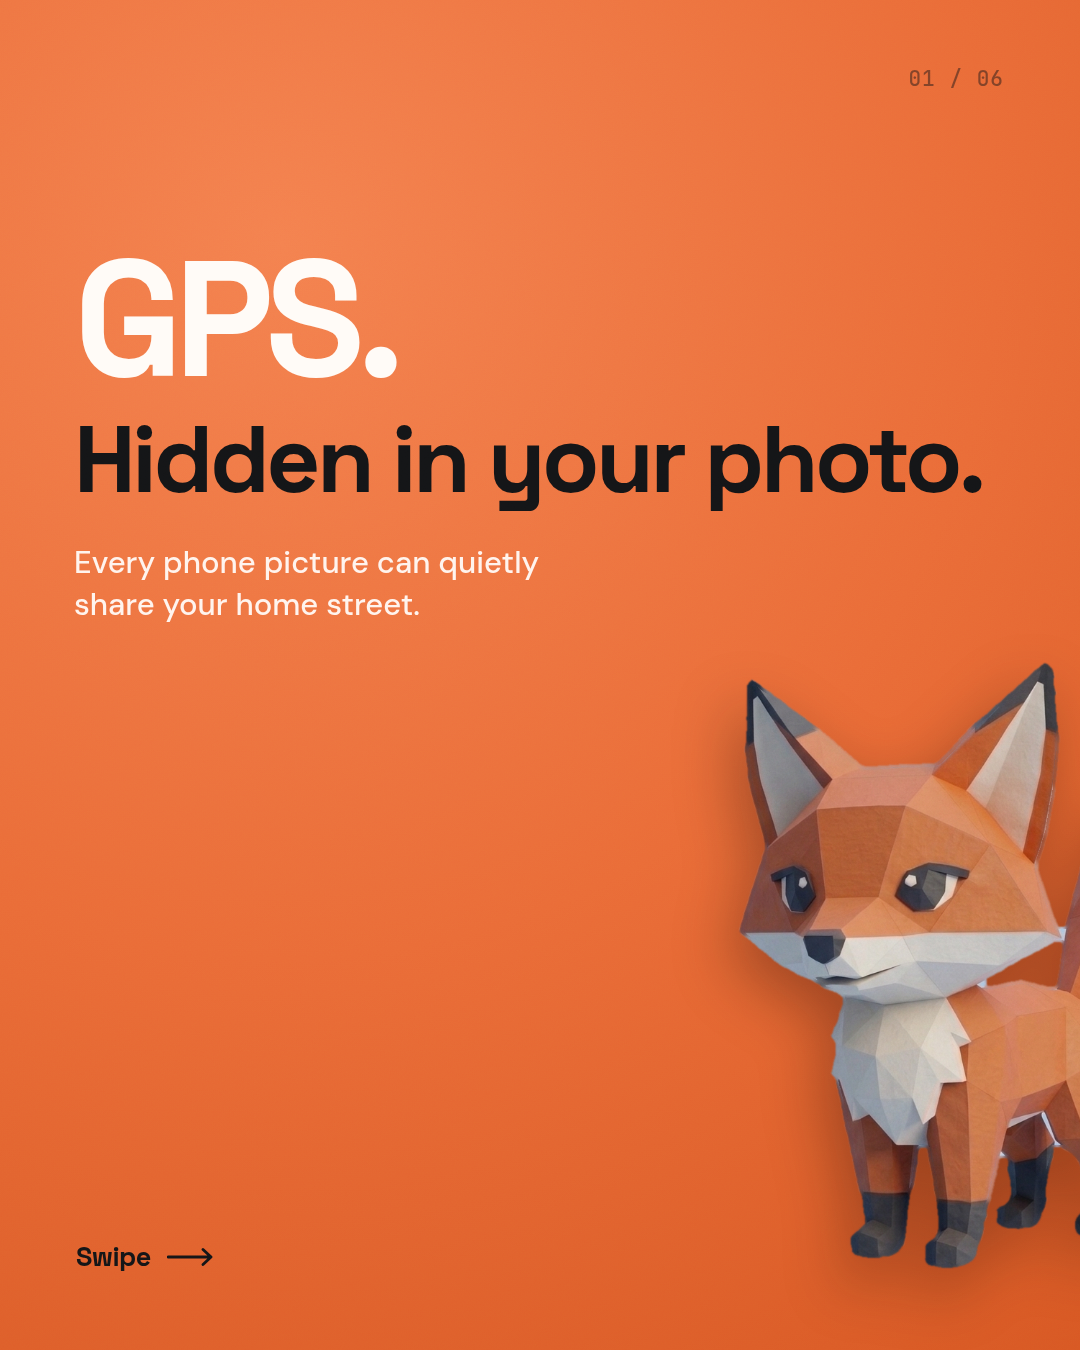 01 / 06
GPS.
Hidden in your photo.
Every phone picture can quietly
share your home street.
Swipe →